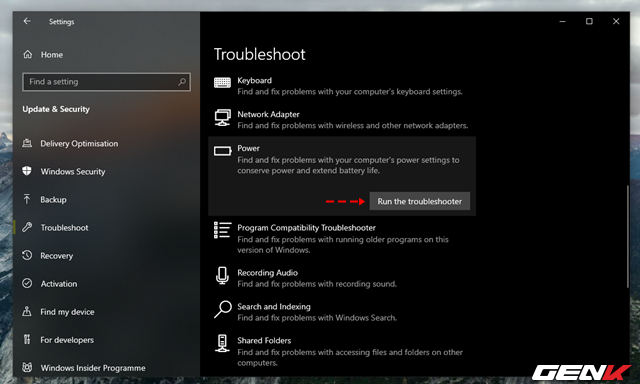 Settings
Home
Find a setting
Update & Security
Delivery Optimisation
Windows Security
Backup
Troubleshoot
Recovery
Activation
Find my device
For developers
Windows Insider Programme
Troubleshoot
Keyboard
Find and fix problems with your computer's keyboard settings.
Network Adapter
Find and fix problems with wireless and other network adapters.
Power
Find and fix problems with your computer's power settings to
conserve power and extend battery life.
Run the troubleshooter
Program Compatibility Troubleshooter
Find and fix problems with running older programs on this
version of Windows.
Recording Audio
Find and fix problems with recording sound.
Search and Indexing
Find and fix problems with Windows Search.
Shared Folders
Find and fix problems with accessing files and folders on other
computers.
GENK